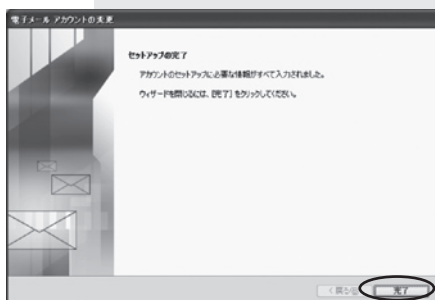 電子メール アカウントの変更
セットアップの完了
アカウントのセットアップに必要な情報がすべて入力されました。
ウィザードを閉じるには、[完了] をクリックしてください。
< 戻る(B)
完了